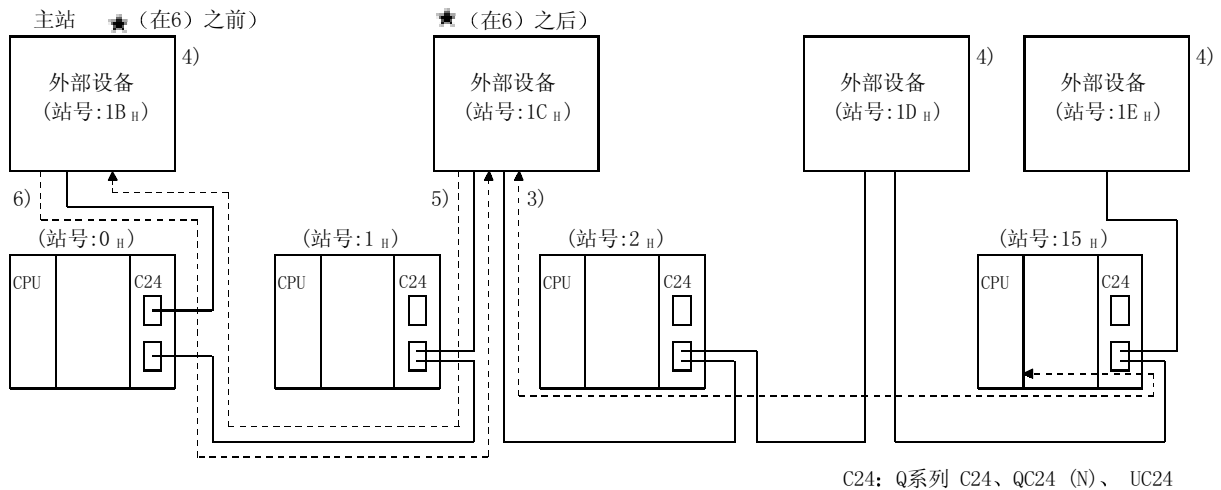 主站 ★（在6）之前）
★（在6）之后）
4)
4)
4)
外部设备
(站号:1B H)
外部设备
(站号:1C H)
外部设备
(站号:1D H)
外部设备
(站号:1E H)
6)
5)
3)
(站号:0 H)
(站号:1 H)
(站号:2 H)
(站号:15 H)
CPU
C24
CPU
C24
CPU
C24
CPU
C24
C24: Q系列 C24、QC24 (N)、 UC24